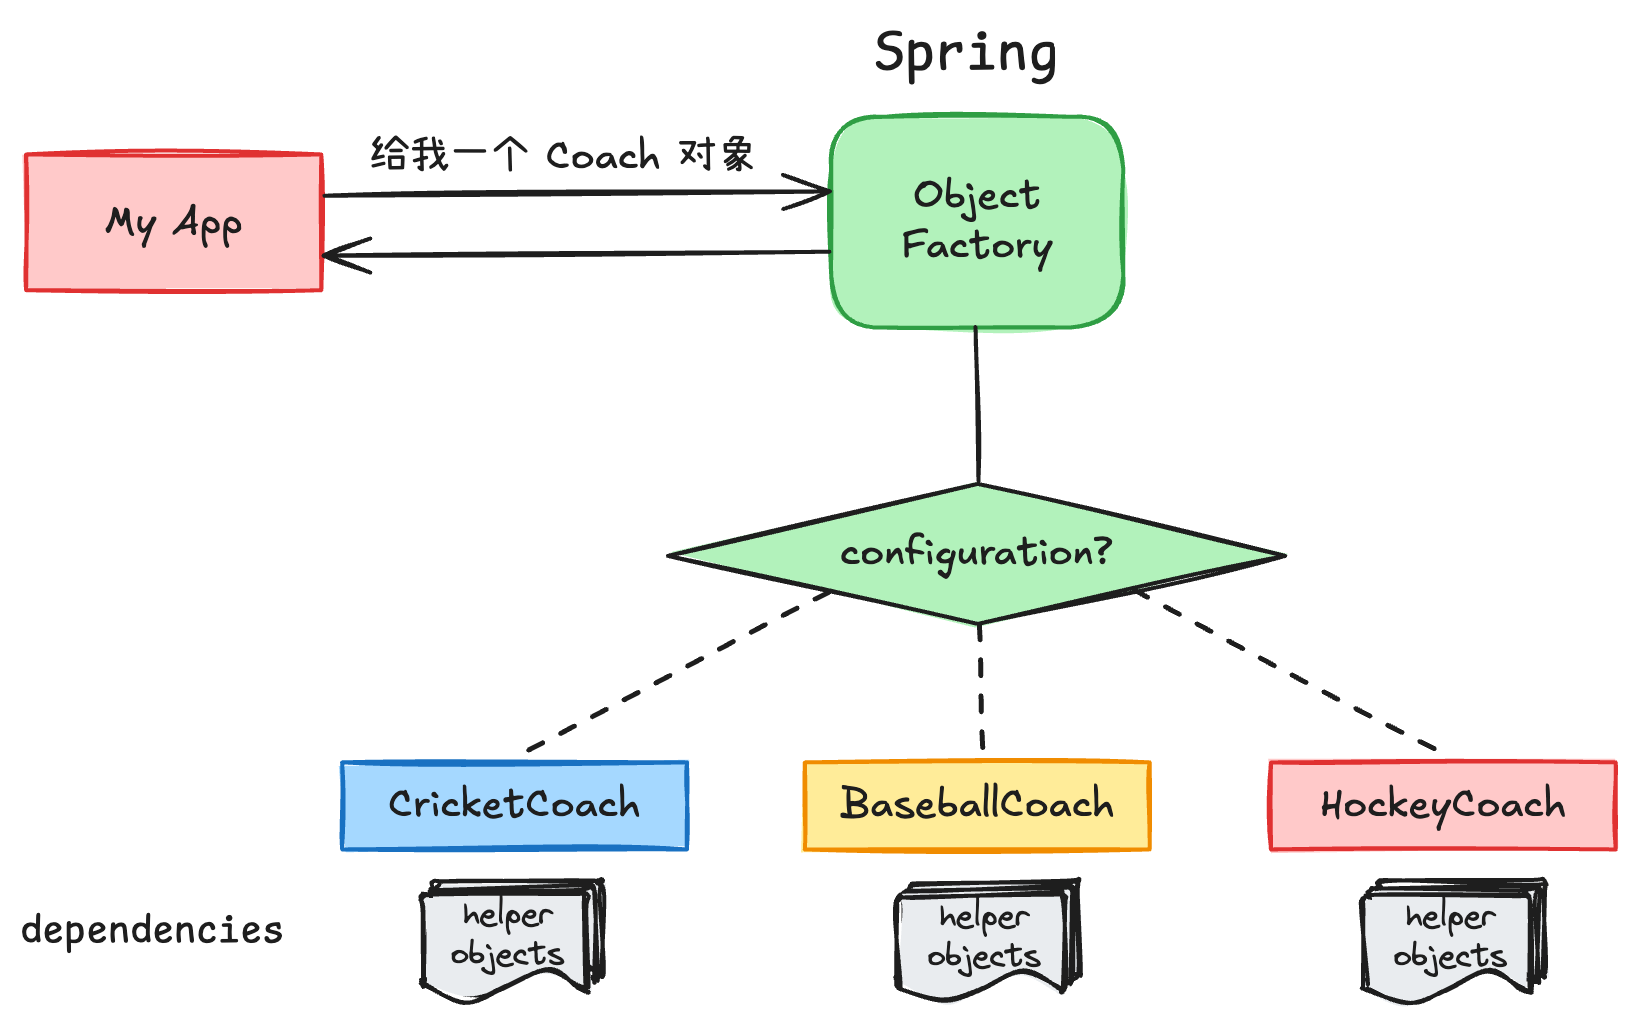 Spring
给我一个 Coach 对象
My App
Object
Factory
configuration?
CricketCoach
BaseballCoach
HockeyCoach
dependencies
helper
objects
helper
objects
helper
objects